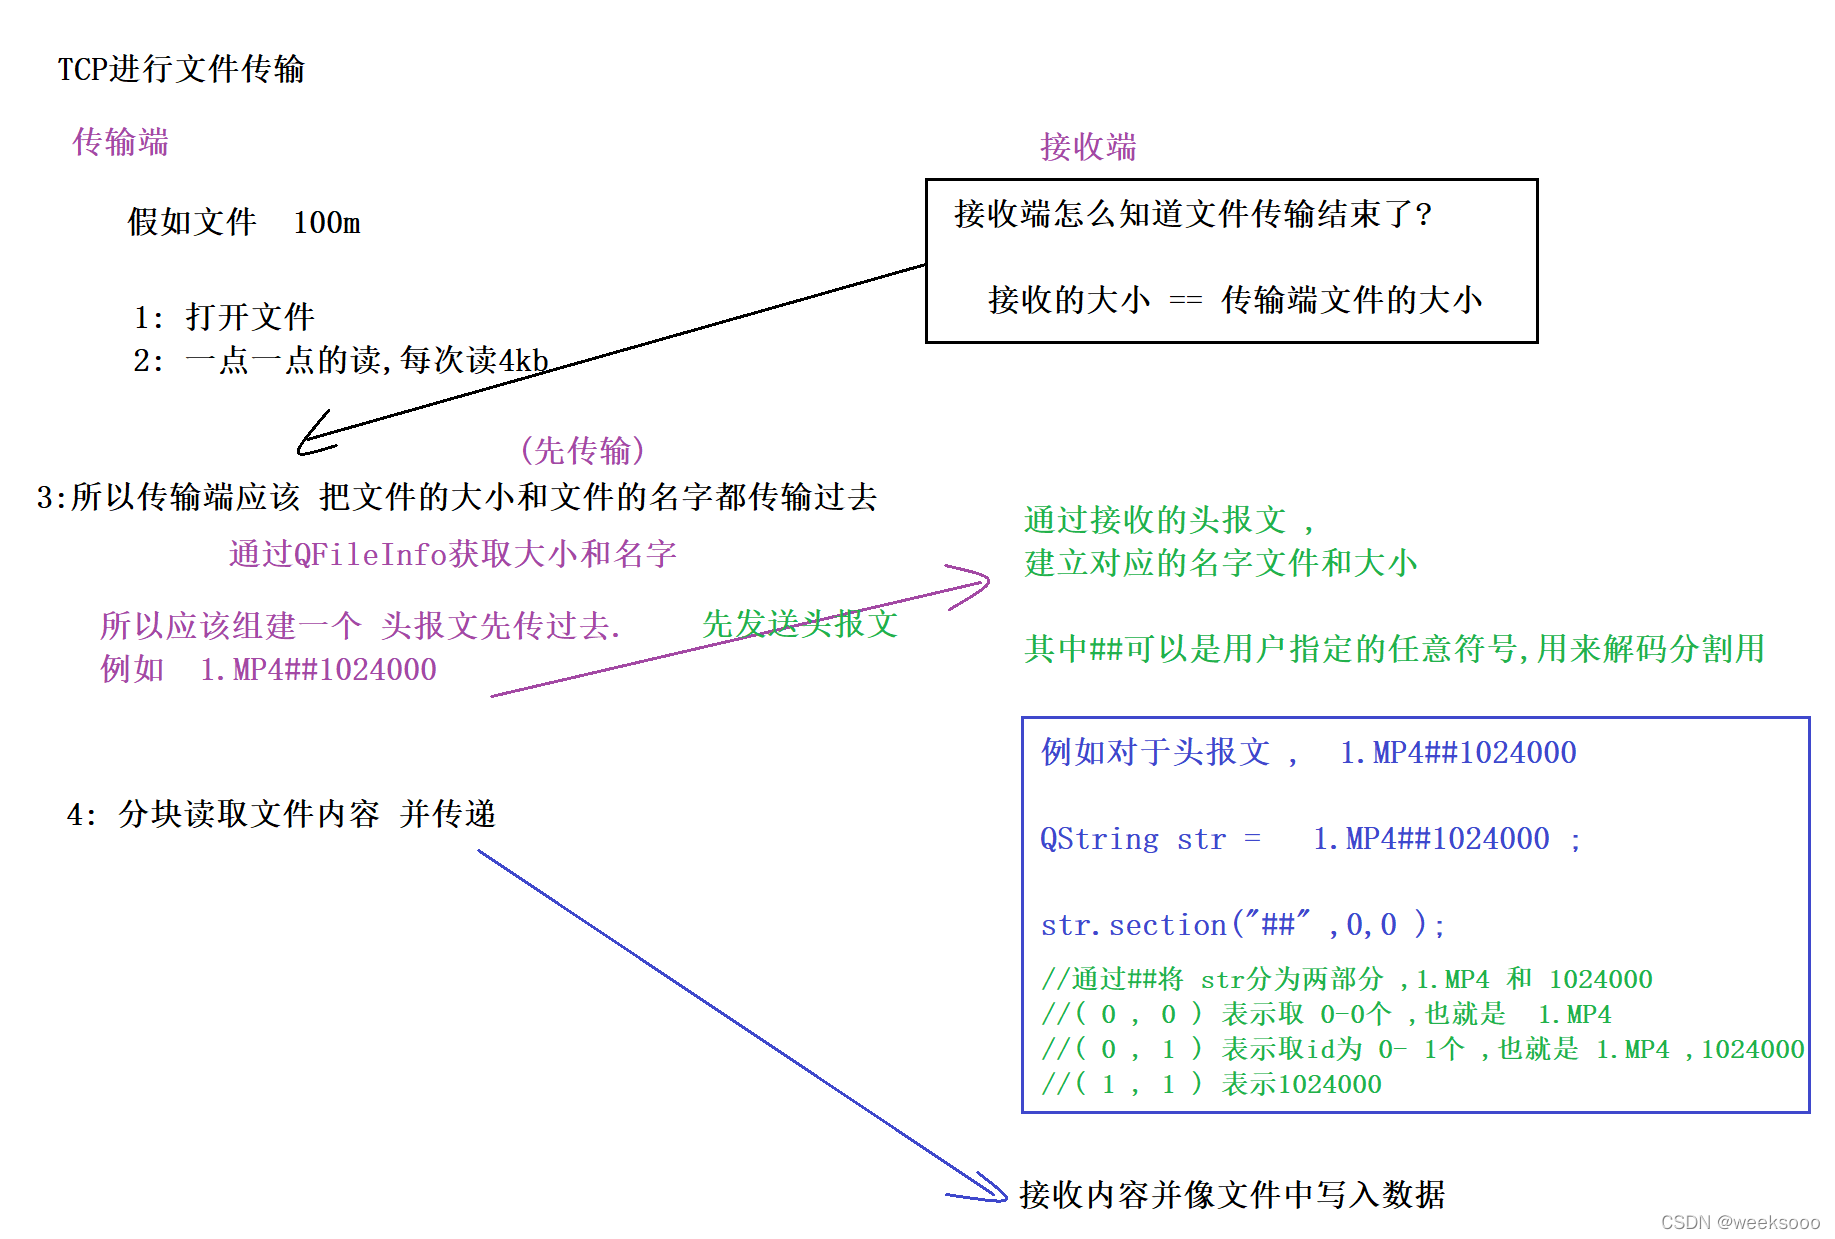 TCP进行文件传输
传输端
接收端
假如文件  100m
接收端怎么知道文件传输结束了?
接收的大小 == 传输端文件的大小
1: 打开文件
2: 一点一点的读,每次读4kb
(先传输)
3:所以传输端应该 把文件的大小和文件的名字都传输过去
通过QFileInfo获取大小和名字
所以应该组建一个 头报文先传过去.
例如  1.MP4##1024000
先发送头报文
通过接收的头报文 ,
建立对应的名字文件和大小
其中##可以是用户指定的任意符号,用来解码分割用
例如对于头报文 ,  1.MP4##1024000
QString str =   1.MP4##1024000 ;
str.section("##" ,0,0 );
//通过##将 str分为两部分 ,1.MP4 和 1024000
//( 0 , 0 ) 表示取 0-0个 ,也就是  1.MP4
//( 0 , 1 ) 表示取id为 0- 1个 ,也就是 1.MP4 ,1024000
//( 1 , 1 ) 表示1024000
4: 分块读取文件内容 并传递
接收内容并像文件中写入数据
CSDN @weeksooo